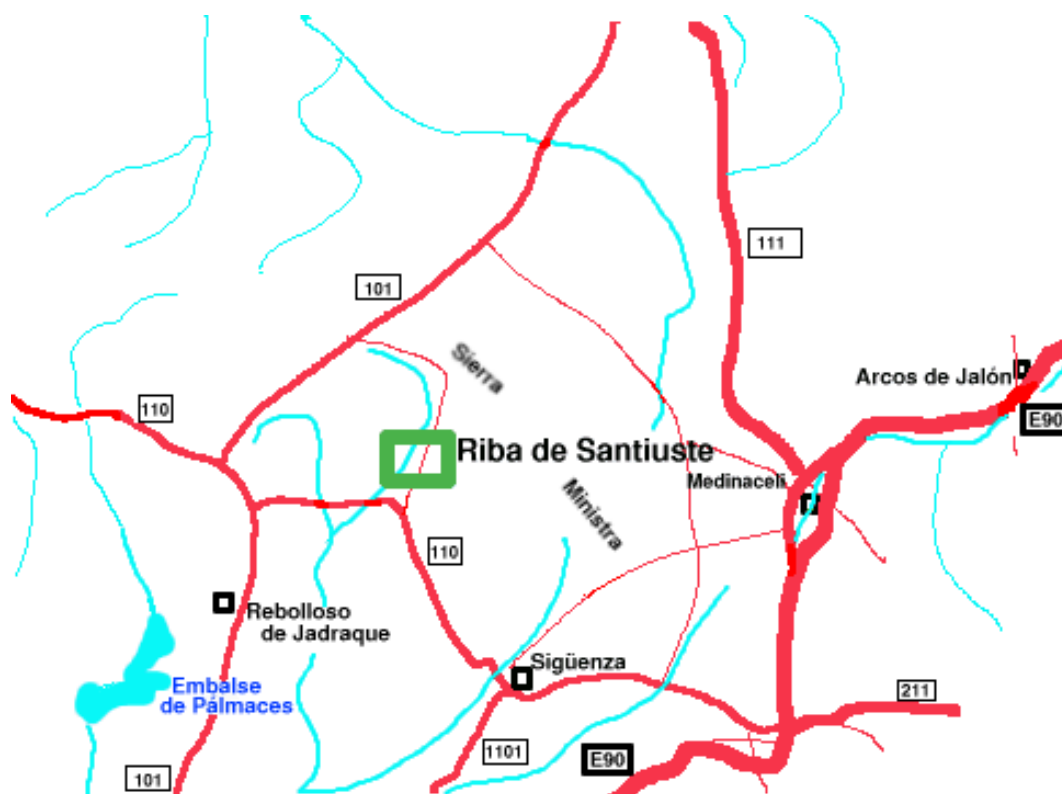 111
101
Sierra
Arcos de Jalón
110
E90
Riba de Santiuste
Medinaceli
Ministra
110
Rebolloso
de Jadraque
Sigüenza
Embalse
de Pálmaces
211
1101
E90
101